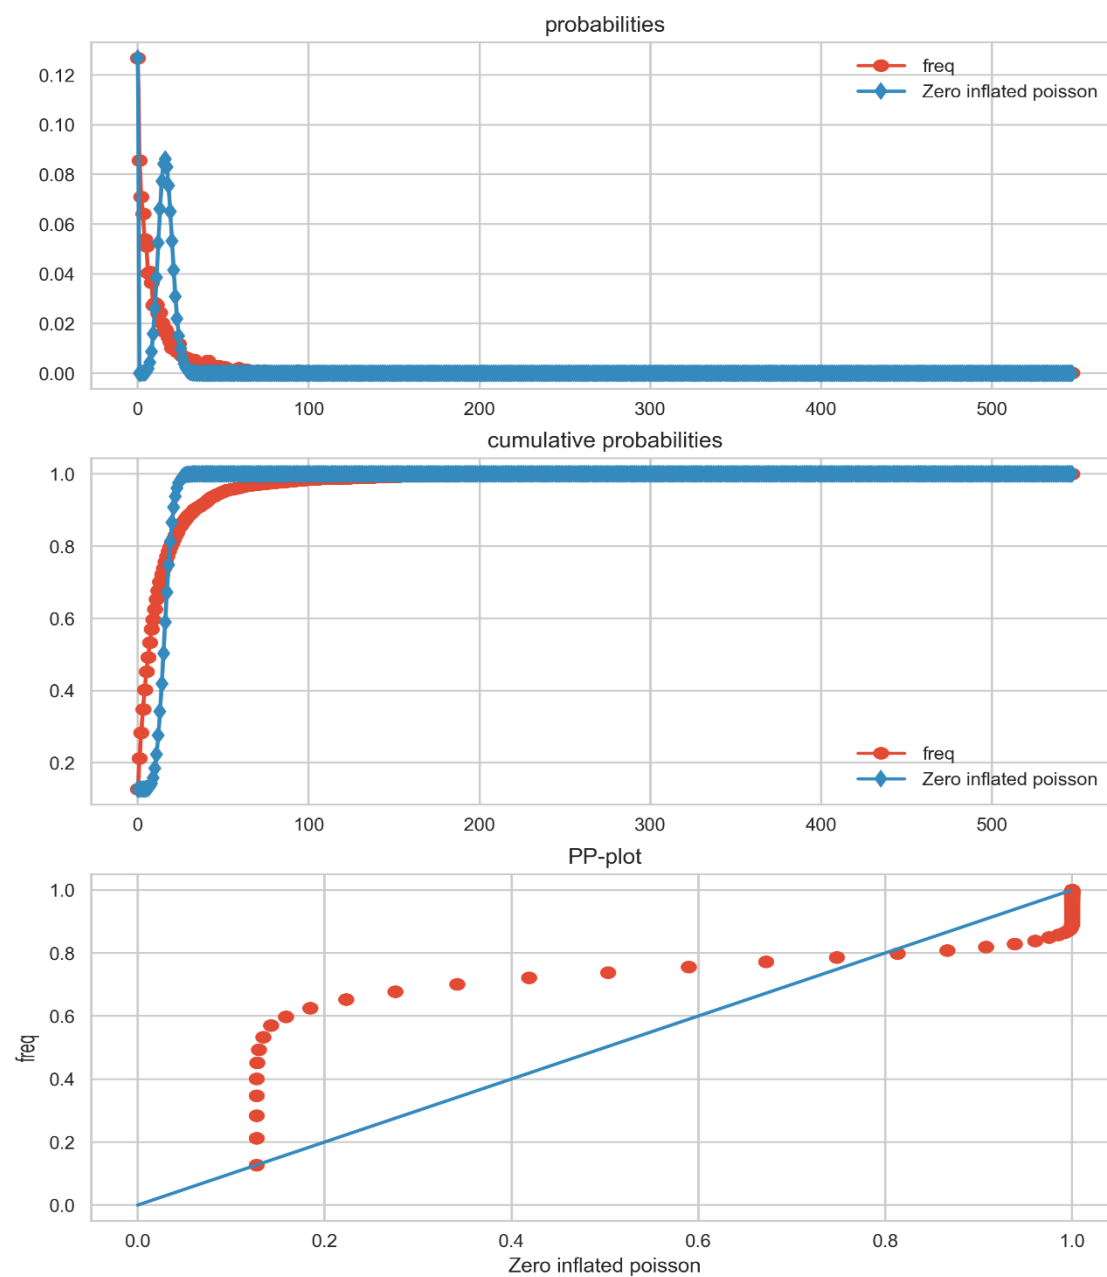 probabilities
0.12
0.10
0.08
0.06
0.04
0.02
0.00
freq
Zero inflated poisson
0 100 200 300 400 500
cumulative probabilities
1.0
0.8
0.6
0.4
0.2
freq
Zero inflated poisson
0 100 200 300 400 500
PP-plot
1.0
0.8
0.6
0.4
0.2
0.0
freq
0.0 0.2 0.4 0.6 0.8 1.0
Zero inflated poisson